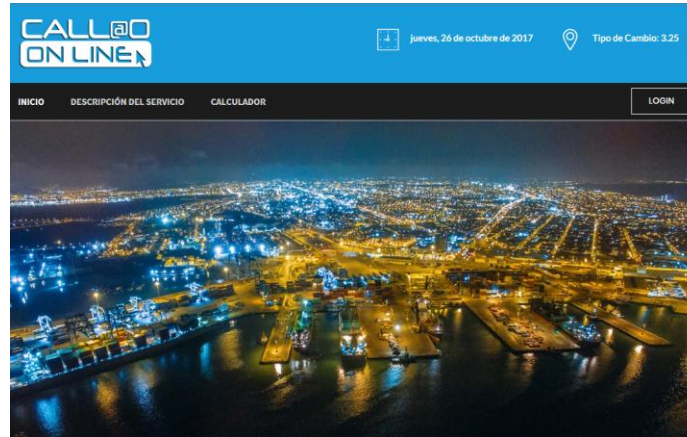 CALL@O
ON LINE
jueves, 26 de octubre de 2017
Tipo de Cambio: 3.25
INICIO
DESCRIPCIÓN DEL SERVICIO
CALCULADOR
LOGIN